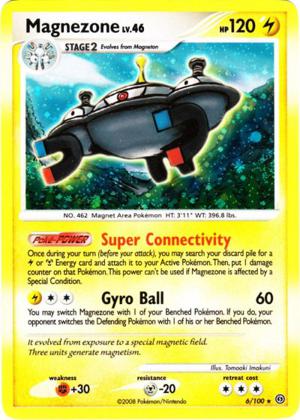 Magnezone LV.46 HP 120
STAGE 2 Evolves from Magneton
NO. 462 Magnet Area Pokémon HT: 3'11" WT: 396.8 lbs.
Poké-POWER Super Connectivity
Once during your turn (before your attack), you may search your discard pile for a
or Energy card and attach it to your Active Pokémon. Then, put 1 damage
counter on that Pokémon. This power can't be used if Magnezone is affected by a
Special Condition.
Gyro Ball 60
You may switch Magnezone with 1 of your Benched Pokémon. If you do, your
opponent switches the Defending Pokémon with 1 of his or her Benched Pokémon.
It evolved from exposure to a special magnetic field.
Three units generate magnetism.
Illus. Tomoaki Imakuni
weakness resistance retreat cost
+30 -20
©2008 Pokémon/Nintendo 6/100 ★